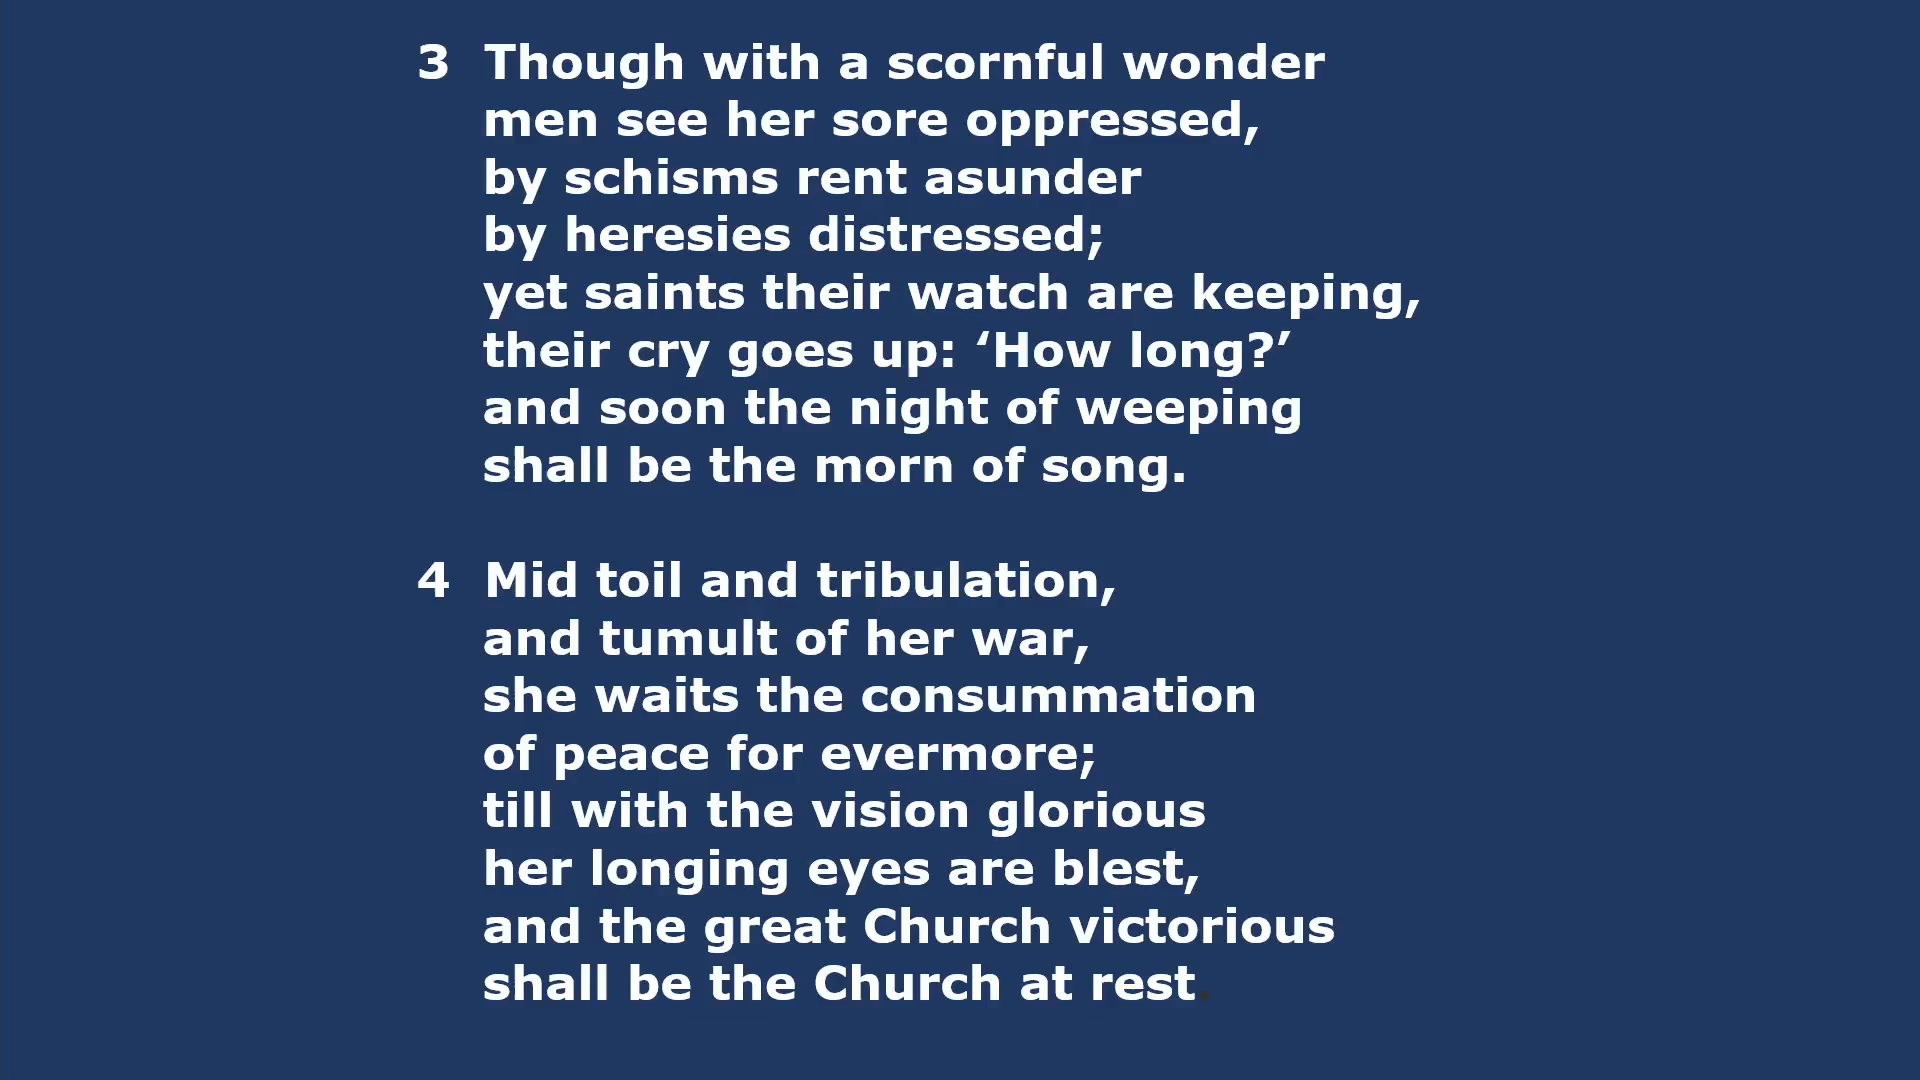 3 Though with a scornful wonder
men see her sore oppressed,
by schisms rent asunder
by heresies distressed;
yet saints their watch are keeping,
their cry goes up: ‘How long?’
and soon the night of weeping
shall be the morn of song.
4 Mid toil and tribulation,
and tumult of her war,
she waits the consummation
of peace for evermore;
till with the vision glorious
her longing eyes are blest,
and the great Church victorious
shall be the Church at rest.